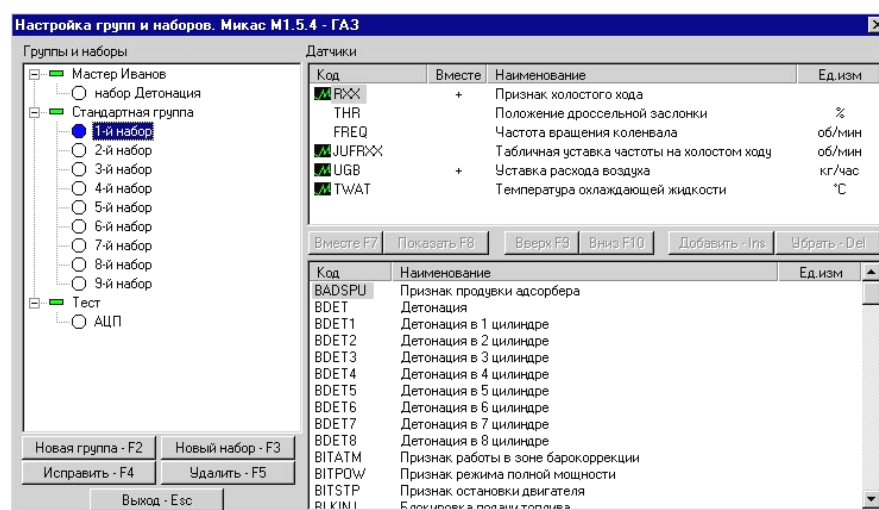 Настройка групп и наборов. Микас М1.5.4 - ГАЗ
Группы и наборы
Мастер Иванов
набор Детонация
Стандартная группа
1-й набор
2-й набор
3-й набор
4-й набор
5-й набор
6-й набор
7-й набор
8-й набор
9-й набор
Тест
АЦП
Новая группа - F2 Новый набор - F3
Исправить - F4 Удалить - F5
Выход - Esc
Датчики
Код Вместе Наименование Ед.изм
RXX + Признак холостого хода
THR Положение дроссельной заслонки %
FREQ Частота вращения коленвала об/мин
JUFRXX Табличная уставка частоты на холостом ходу об/мин
UGB + Уставка расхода воздуха кг/час
TWAT Температура охлаждающей жидкости °C
Вместе F7 Показать F8 Вверх F9 Вниз F10 Добавить - Ins Убрать - Del
Код Наименование Ед.изм
BADSPU Признак продувки адсорбера
BDET Детонация
BDET1 Детонация в 1 цилиндре
BDET2 Детонация в 2 цилиндре
BDET3 Детонация в 3 цилиндре
BDET4 Детонация в 4 цилиндре
BDET5 Детонация в 5 цилиндре
BDET6 Детонация в 6 цилиндре
BDET7 Детонация в 7 цилиндре
BDET8 Детонация в 8 цилиндре
BITATM Признак работы в зоне барокоррекции
BITPOW Признак режима полной мощности
BITSTP Признак остановки двигателя
BLKINJ Блокировка подачи топлива